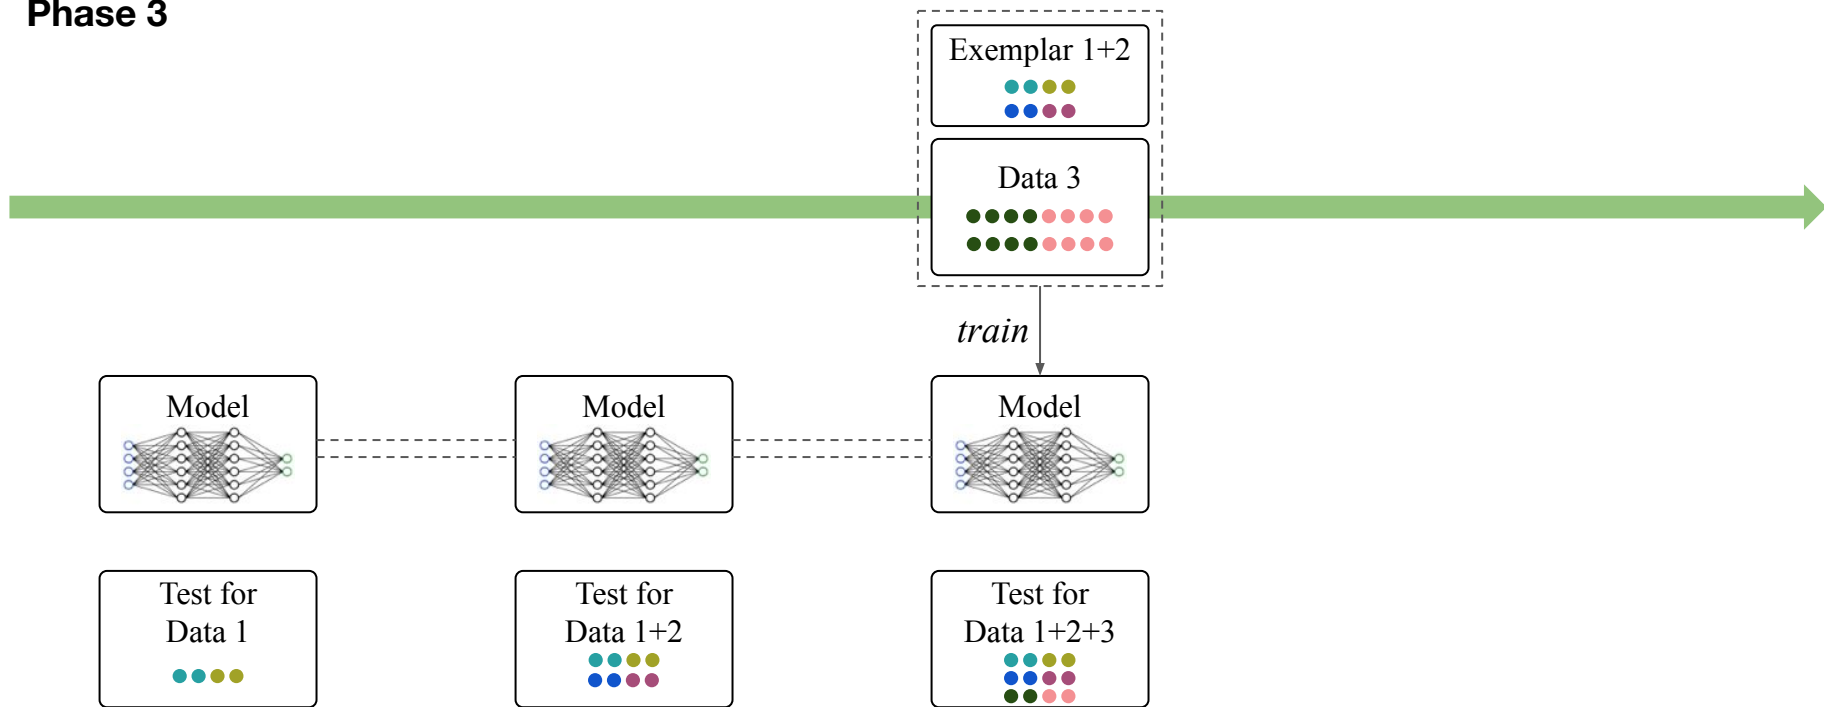 Phase 3
Exemplar 1+2
Data 3
train
Model
Model
Model
Test for
Data 1
Test for
Data 1+2
Test for
Data 1+2+3